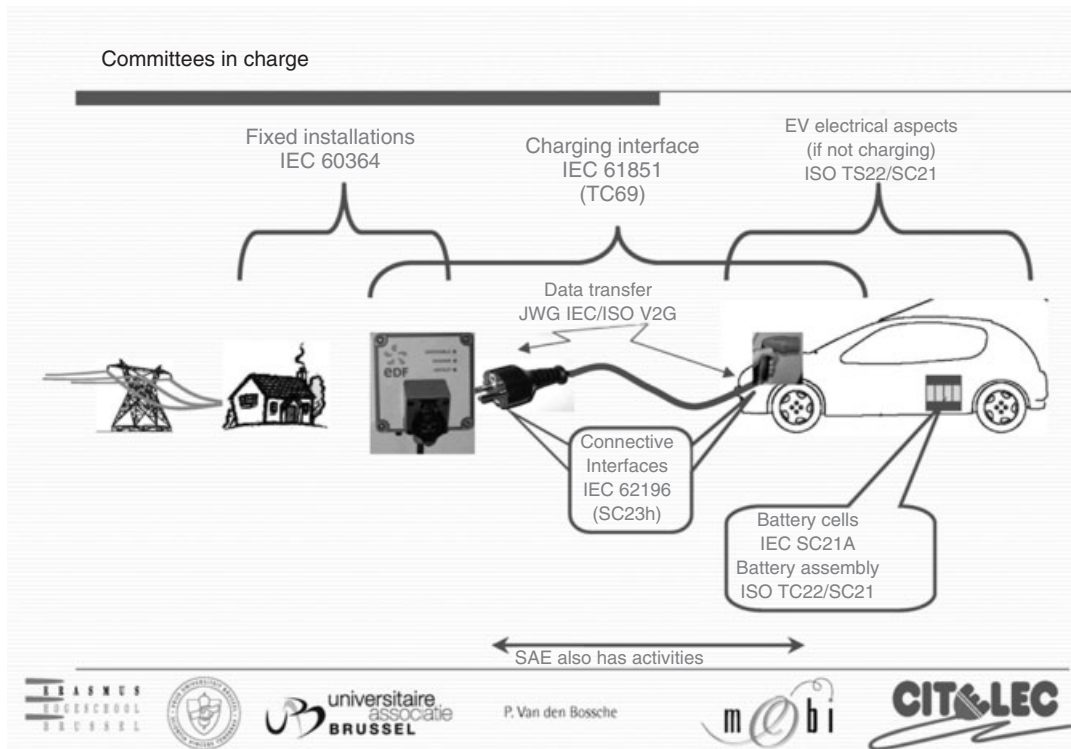 Committees in charge
Fixed installations
IEC 60364
Charging interface
IEC 61851
(TC69)
EV electrical aspects
(if not charging)
ISO TS22/SC21
Data transfer
JWG IEC/ISO V2G
eDF
Connective
Interfaces
IEC 62196
(SC23h)
Battery cells
IEC SC21A
Battery assembly
ISO TC22/SC21
SAE also has activities
ERASMUS
HOGESCHOOL
BRUSSEL
universitaire
associatie
BRUSSEL
P. Van den Bossche
mobi
CITELEC